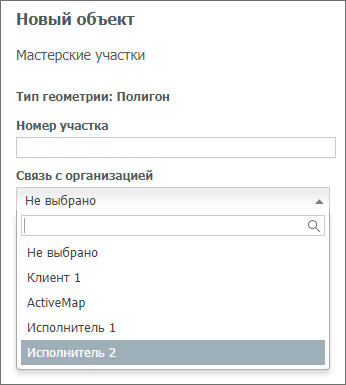 Новый объект
Мастерские участки
Тип геометрии: Полигон
Номер участка
Связь с организацией
Не выбрано
Не выбрано
Клиент 1
ActiveMap
Исполнитель 1
Исполнитель 2